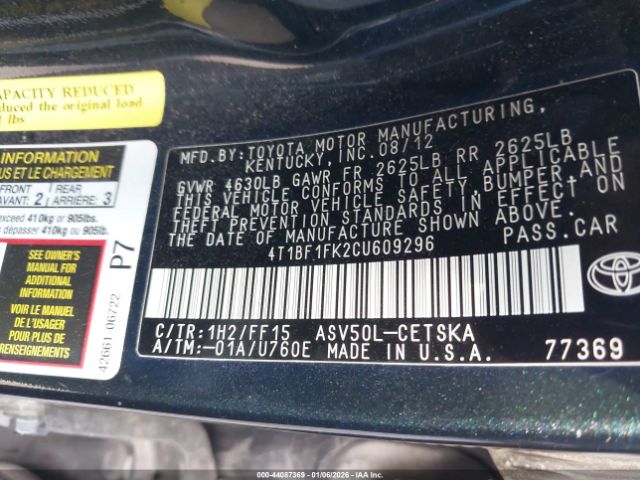 APACITY REDUCED
oduced the original load
lbs
INFORMATION
US ET LE CHARGEMENT
FRONT
AVANT: 2
REAR
ARRIÈRE: 3
exceed 410kg or 905lbs.
s dépasser 410kg ou 905lb.
SEE OWNER'S
MANUAL FOR
ADDITIONAL
INFORMATION
VOIR LE MANUEL
DE L'USAGER
POUR PLUS DE
RENSEIGNEMENTS
P7
42661-06722
MFD.BY:TOYOTA MOTOR MANUFACTURING,
KENTUCKY, INC.08/12
GVWR 4630LB GAWR FR 2625LB RR 2625LB
THIS VEHICLE CONFORMS TO ALL APPLICABLE
FEDERAL MOTOR VEHICLE SAFETY, BUMPER, AND
THEFT PREVENTION STANDARDS IN EFFECT ON
THE DATE OF MANUFACTURE SHOWN ABOVE.
4T1BF1FK2CU609296 PASS.CAR
TOYOTA
C/TR:1H2/FF15 ASV50L-CETSKA
A/TM:-01A/U760E MADE IN U.S.A. 77369
000-44087369 | 01/06/2026 | IAA Inc.